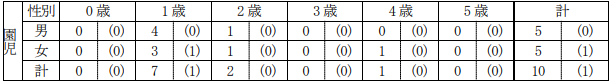 園児 性別 0歳 1歳 2歳 3歳 4歳 5歳 計
男 0 (0) 4 (0) 1 (0) 0 (0) 0 (0) 0 (0) 5 (0)
女 0 (0) 3 (1) 1 (0) 0 (0) 1 (0) 0 (0) 5 (1)
計 0 (0) 7 (1) 2 (0) 0 (0) 1 (0) 0 (0) 10 (1)